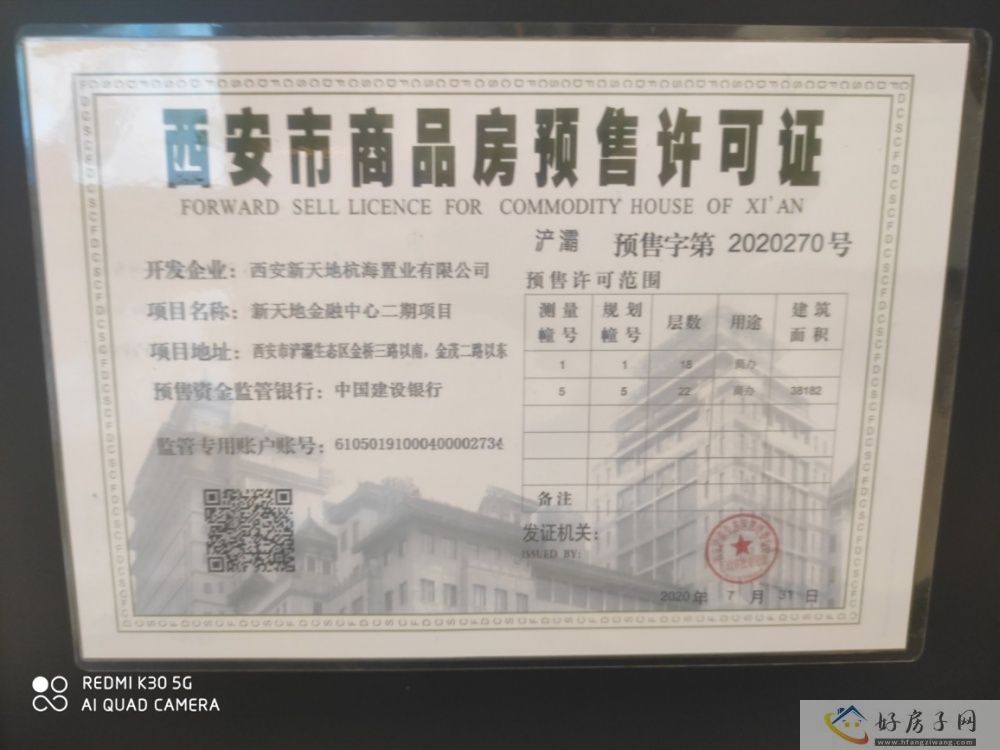 西安市商品房预售许可证
FORWARD SELL LICENCE FOR COMMODITY HOUSE OF XI'AN
浐灞 预售字第 2020270号
开发企业：西安新天地杭海置业有限公司
项目名称：新天地金融中心二期项目
项目地址：西安市浐灞生态区金桥三路以南，金茂二路以东
预售资金监管银行：中国建设银行
监管专用账户账号：61050191000400002734
预售许可范围
测量幢号 规划幢号 层数 用途 建筑面积
1 1 18 商办
5 5 22 商办 38182
备注
发证机关：
ISSUED BY:
2020 年 7 月 31 日
REDMI K30 5G
AI QUAD CAMERA
好房子网
www.hfangziwang.com